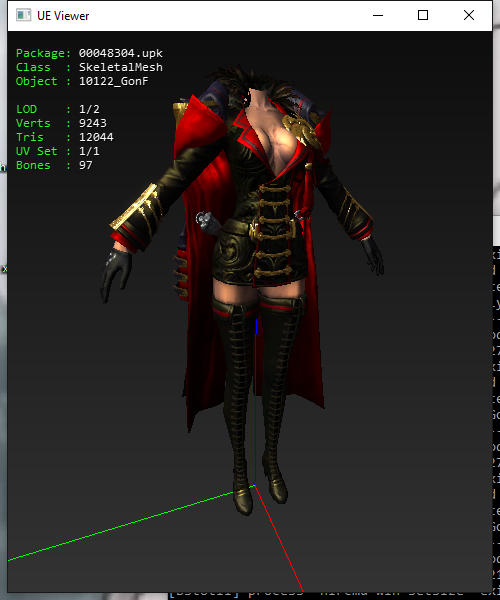 UE Viewer
Package: 00048304.upk
Class : SkeletalMesh
Object : 10122_GonF
LOD : 1/2
Verts : 9243
Tris : 12044
UV Set : 1/1
Bones : 97